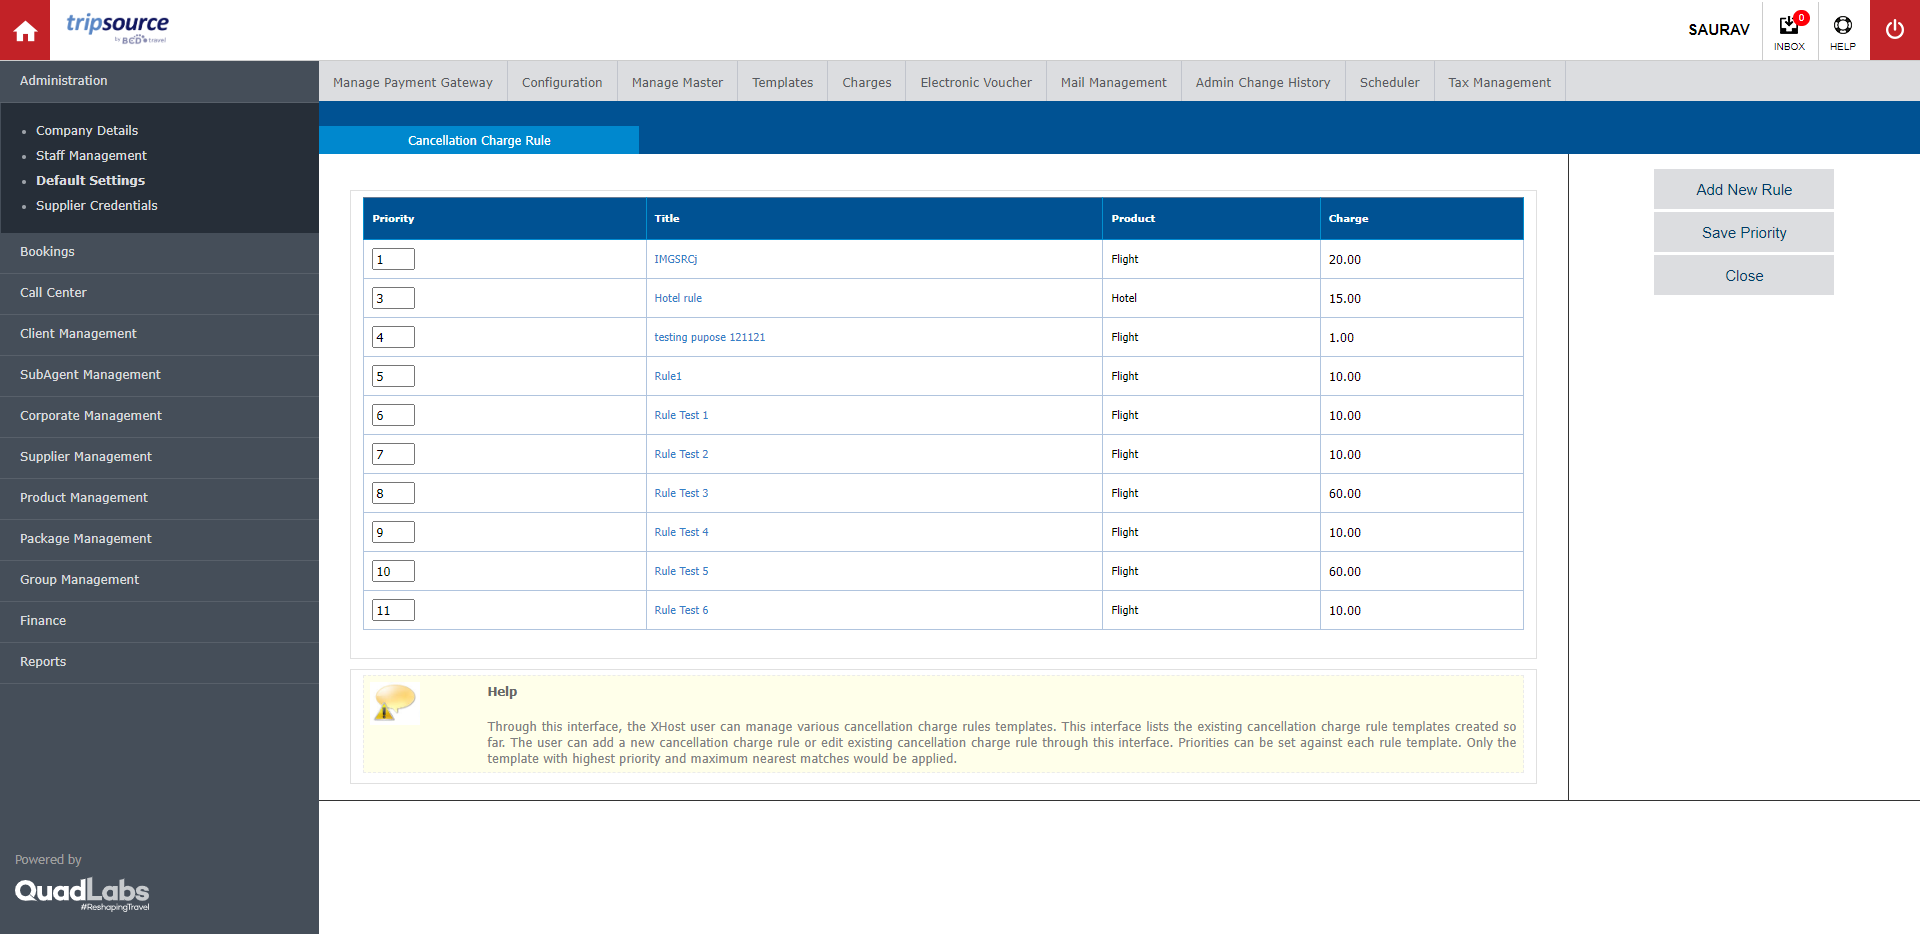 tripsource
by BCD travel
SAURAV
0
INBOX
HELP
Administration
Company Details
Staff Management
Default Settings
Supplier Credentials
Bookings
Call Center
Client Management
SubAgent Management
Corporate Management
Supplier Management
Product Management
Package Management
Group Management
Finance
Reports
Powered by
QuadLabs
#ReshapingTravel
Manage Payment Gateway Configuration Manage Master Templates Charges Electronic Voucher Mail Management Admin Change History Scheduler Tax Management
Cancellation Charge Rule
Priority Title Product Charge
1 IMGSRCj Flight 20.00
3 Hotel rule Hotel 15.00
4 testing pupose 121121 Flight 1.00
5 Rule1 Flight 10.00
6 Rule Test 1 Flight 10.00
7 Rule Test 2 Flight 10.00
8 Rule Test 3 Flight 60.00
9 Rule Test 4 Flight 10.00
10 Rule Test 5 Flight 60.00
11 Rule Test 6 Flight 10.00
Help
Through this interface, the XHost user can manage various cancellation charge rules templates. This interface lists the existing cancellation charge rule templates created so
far. The user can add a new cancellation charge rule or edit existing cancellation charge rule through this interface. Priorities can be set against each rule template. Only the
template with highest priority and maximum nearest matches would be applied.
Add New Rule
Save Priority
Close